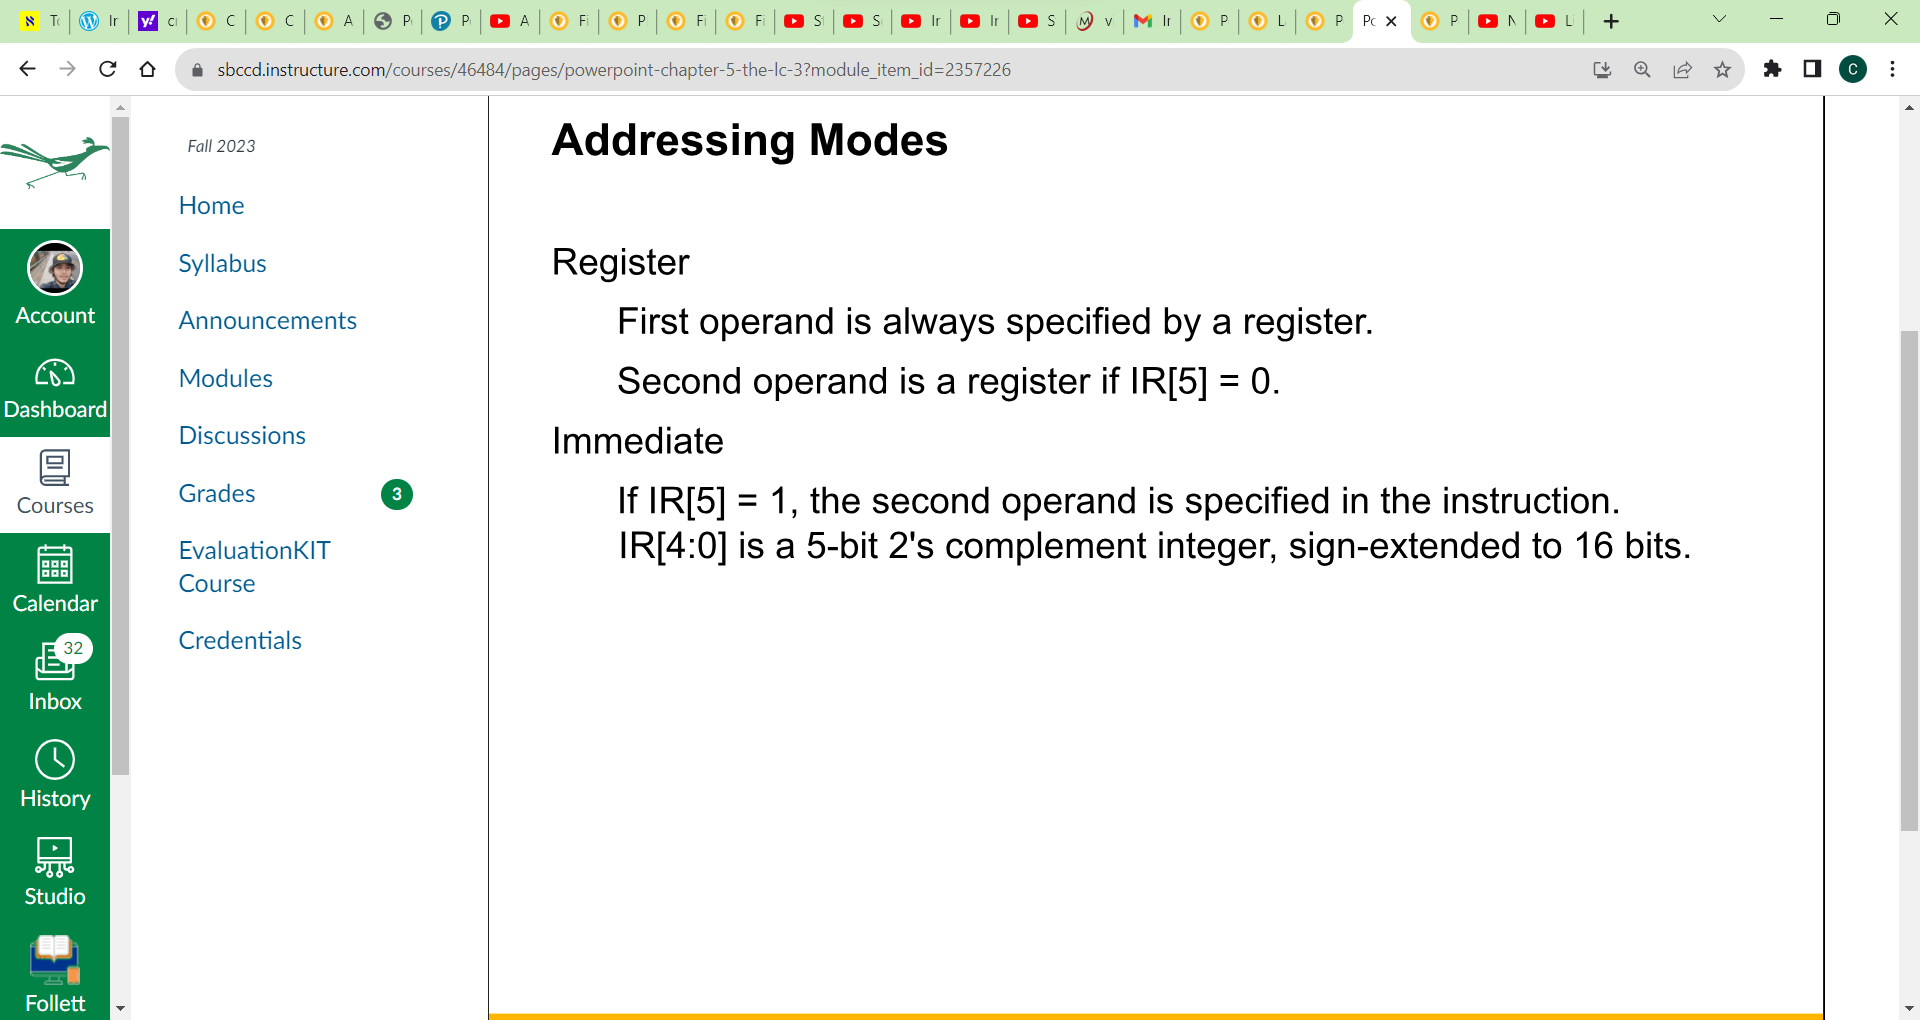 sbccd.instructure.com/courses/46484/pages/powerpoint-chapter-5-the-lc-3?module_item_id=2357226
C
Fall 2023
Home
Syllabus
Announcements
Modules
Discussions
Grades 3
EvaluationKIT
Course
Credentials
Account
Dashboard
Courses
Calendar
32
Inbox
History
Studio
Follett
Addressing Modes
Register
First operand is always specified by a register.
Second operand is a register if IR[5] = 0.
Immediate
If IR[5] = 1, the second operand is specified in the instruction.
IR[4:0] is a 5-bit 2's complement integer, sign-extended to 16 bits.